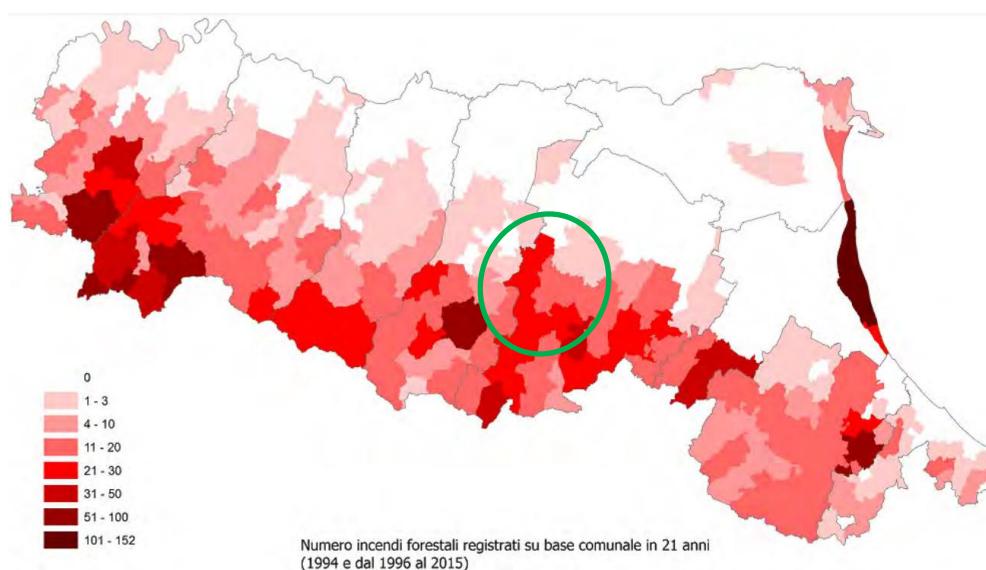 0
1 - 3
4 - 10
11 - 20
21 - 30
31 - 50
51 - 100
101 - 152
Numero incendi forestali registrati su base comunale in 21 anni
(1994 e dal 1996 al 2015)